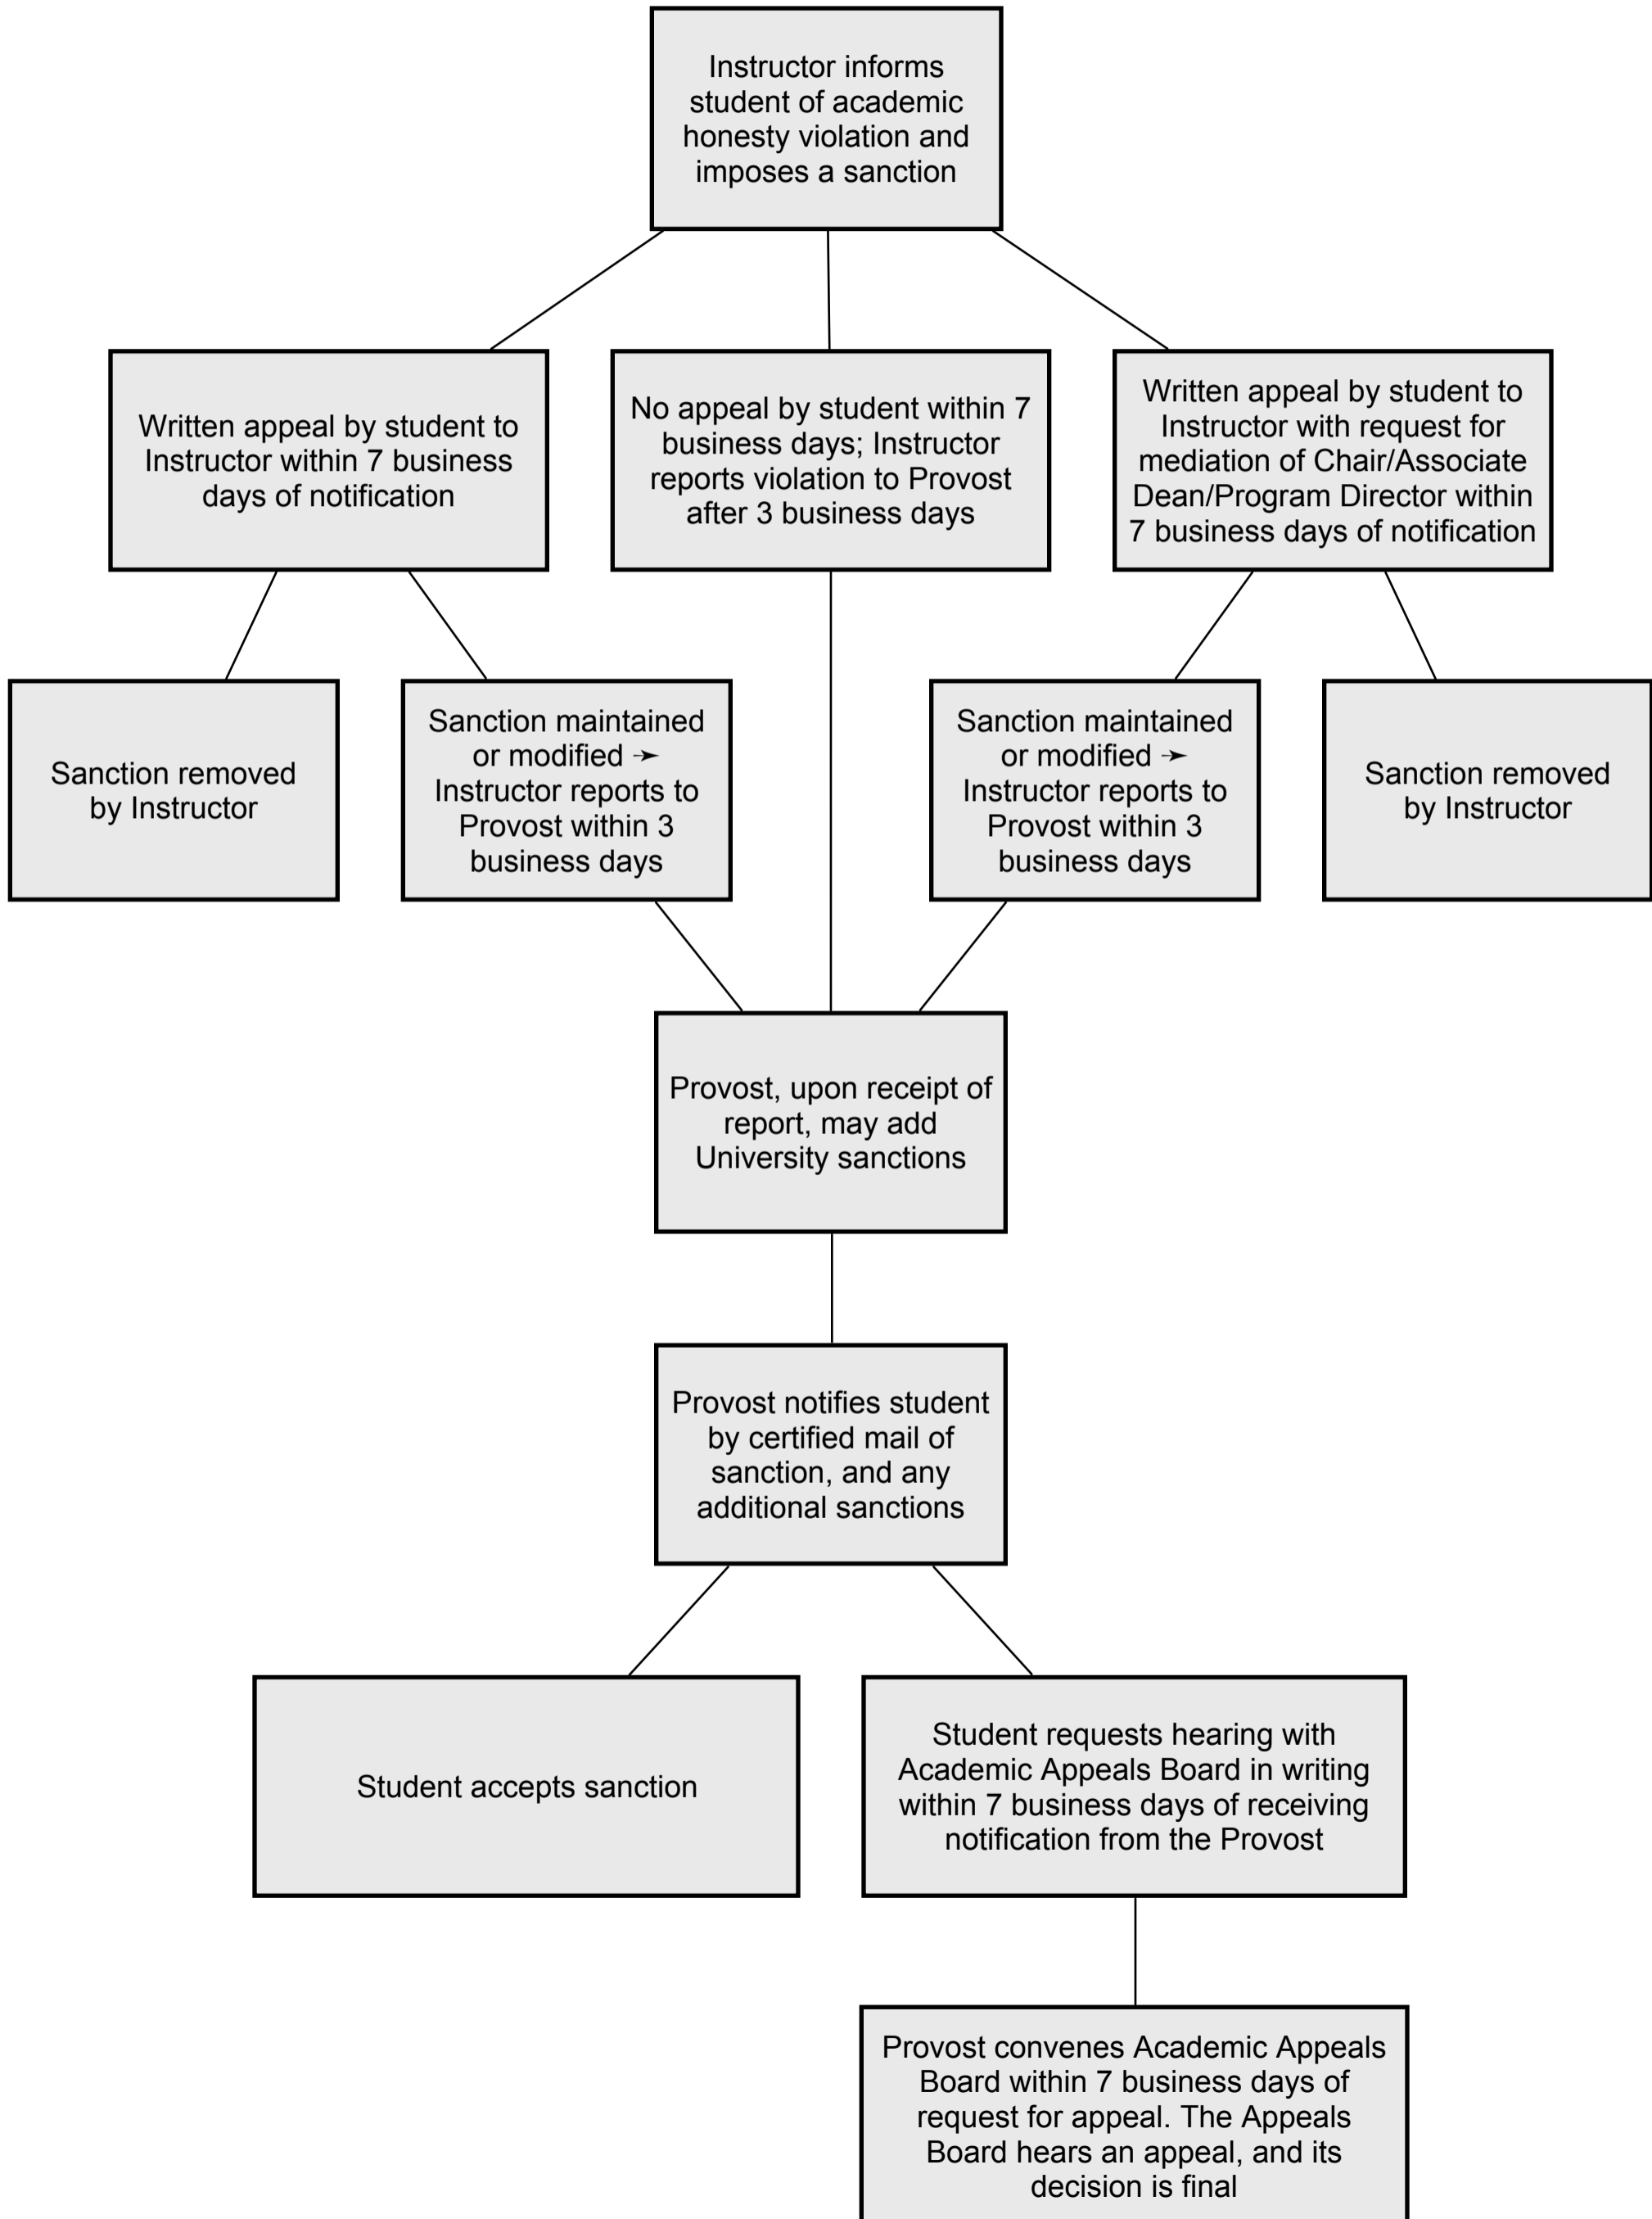 Instructor informs
student of academic
honesty violation and
imposes a sanction
Written appeal by student to
Instructor within 7 business
days of notification
No appeal by student within 7
business days; Instructor
reports violation to Provost
after 3 business days
Written appeal by student to
Instructor with request for
mediation of Chair/Associate
Dean/Program Director within
7 business days of notification
Sanction removed
by Instructor
Sanction maintained
or modified ➛
Instructor reports to
Provost within 3
business days
Sanction maintained
or modified ➛
Instructor reports to
Provost within 3
business days
Sanction removed
by Instructor
Provost, upon receipt of
report, may add
University sanctions
Provost notifies student
by certified mail of
sanction, and any
additional sanctions
Student accepts sanction
Student requests hearing with
Academic Appeals Board in writing
within 7 business days of receiving
notification from the Provost
Provost convenes Academic Appeals
Board within 7 business days of
request for appeal. The Appeals
Board hears an appeal, and its
decision is final